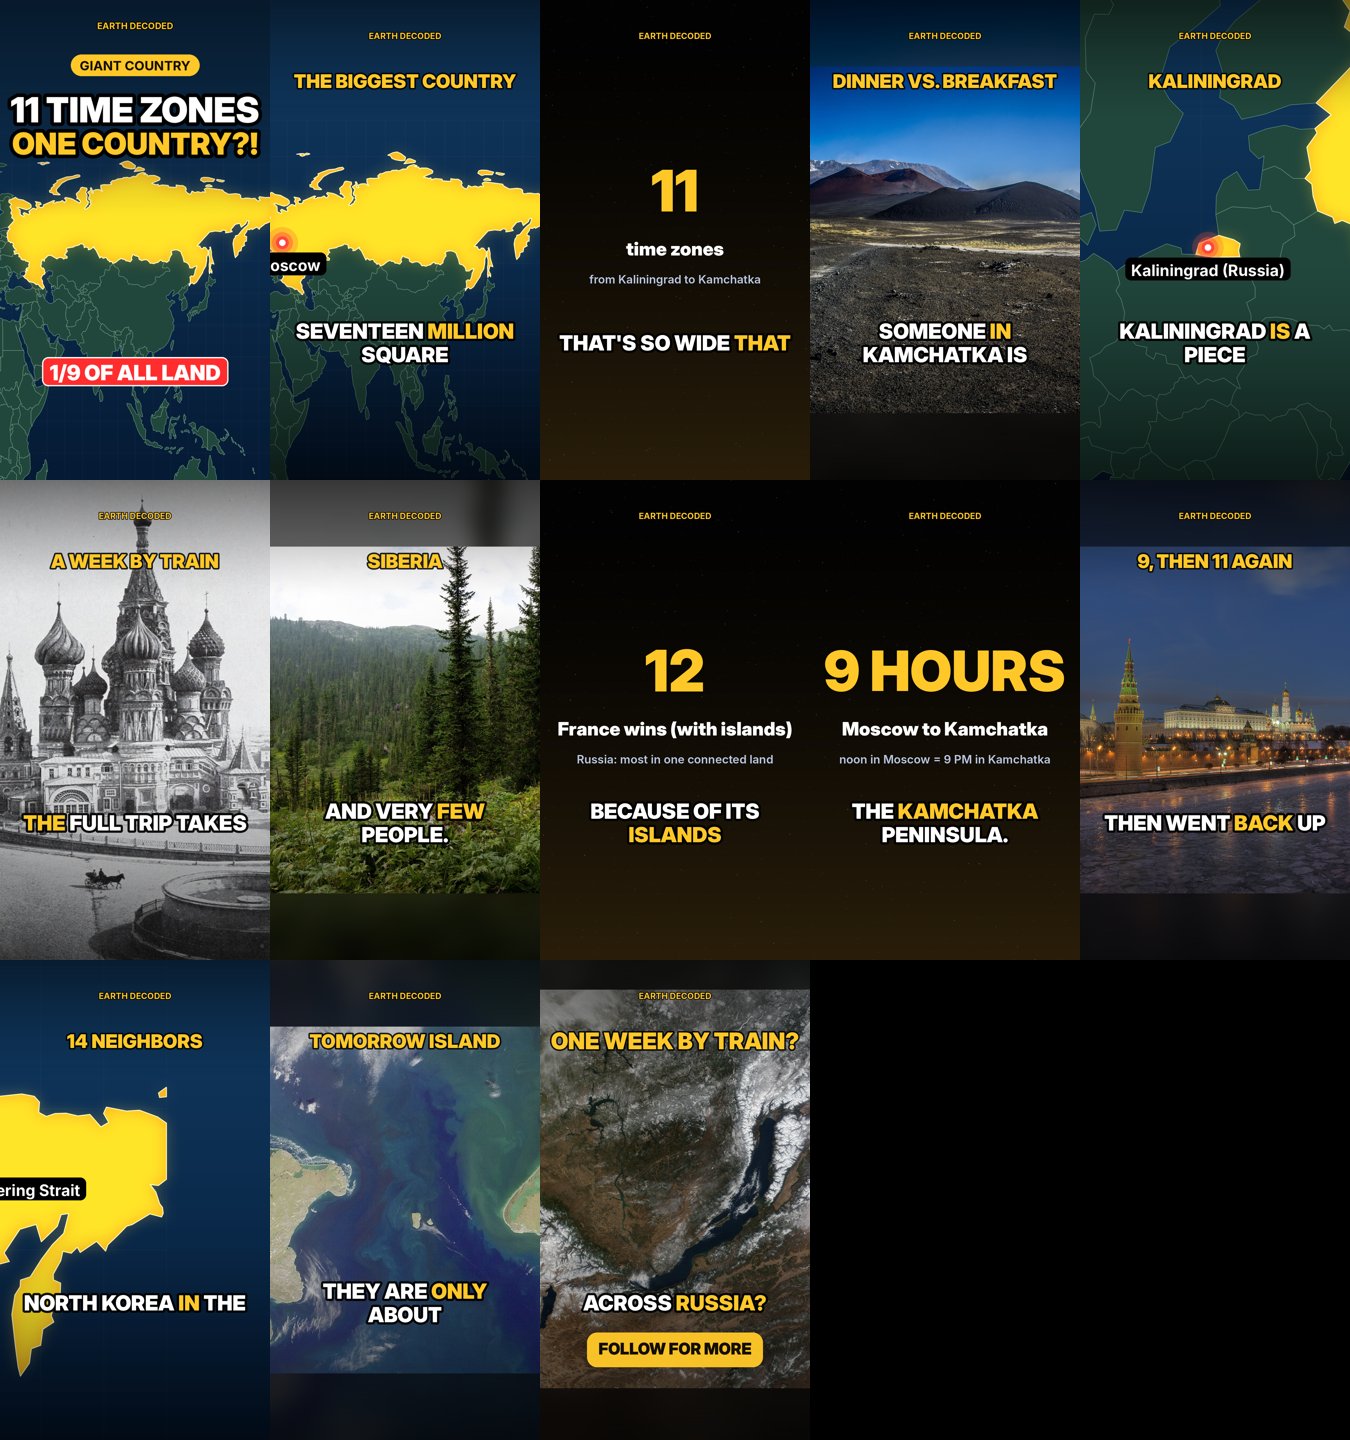 EARTH DECODED
GIANT COUNTRY
11 TIME ZONES
ONE COUNTRY?!
1/9 OF ALL LAND
EARTH DECODED
THE BIGGEST COUNTRY
oscow
SEVENTEEN MILLION
SQUARE
EARTH DECODED
11
time zones
from Kaliningrad to Kamchatka
THAT'S SO WIDE THAT
EARTH DECODED
DINNER VS. BREAKFAST
SOMEONE IN
KAMCHATKA IS
EARTH DECODED
KALININGRAD
Kaliningrad (Russia)
KALININGRAD IS A
PIECE
EARTH DECODED
A WEEK BY TRAIN
THE FULL TRIP TAKES
EARTH DECODED
SIBERIA
AND VERY FEW
PEOPLE.
EARTH DECODED
12
France wins (with islands)
Russia: most in one connected land
BECAUSE OF ITS
ISLANDS
EARTH DECODED
9 HOURS
Moscow to Kamchatka
noon in Moscow = 9 PM in Kamchatka
THE KAMCHATKA
PENINSULA.
EARTH DECODED
9, THEN 11 AGAIN
THEN WENT BACK UP
EARTH DECODED
14 NEIGHBORS
ering Strait
NORTH KOREA IN THE
EARTH DECODED
TOMORROW ISLAND
THEY ARE ONLY
ABOUT
EARTH DECODED
ONE WEEK BY TRAIN?
ACROSS RUSSIA?
FOLLOW FOR MORE